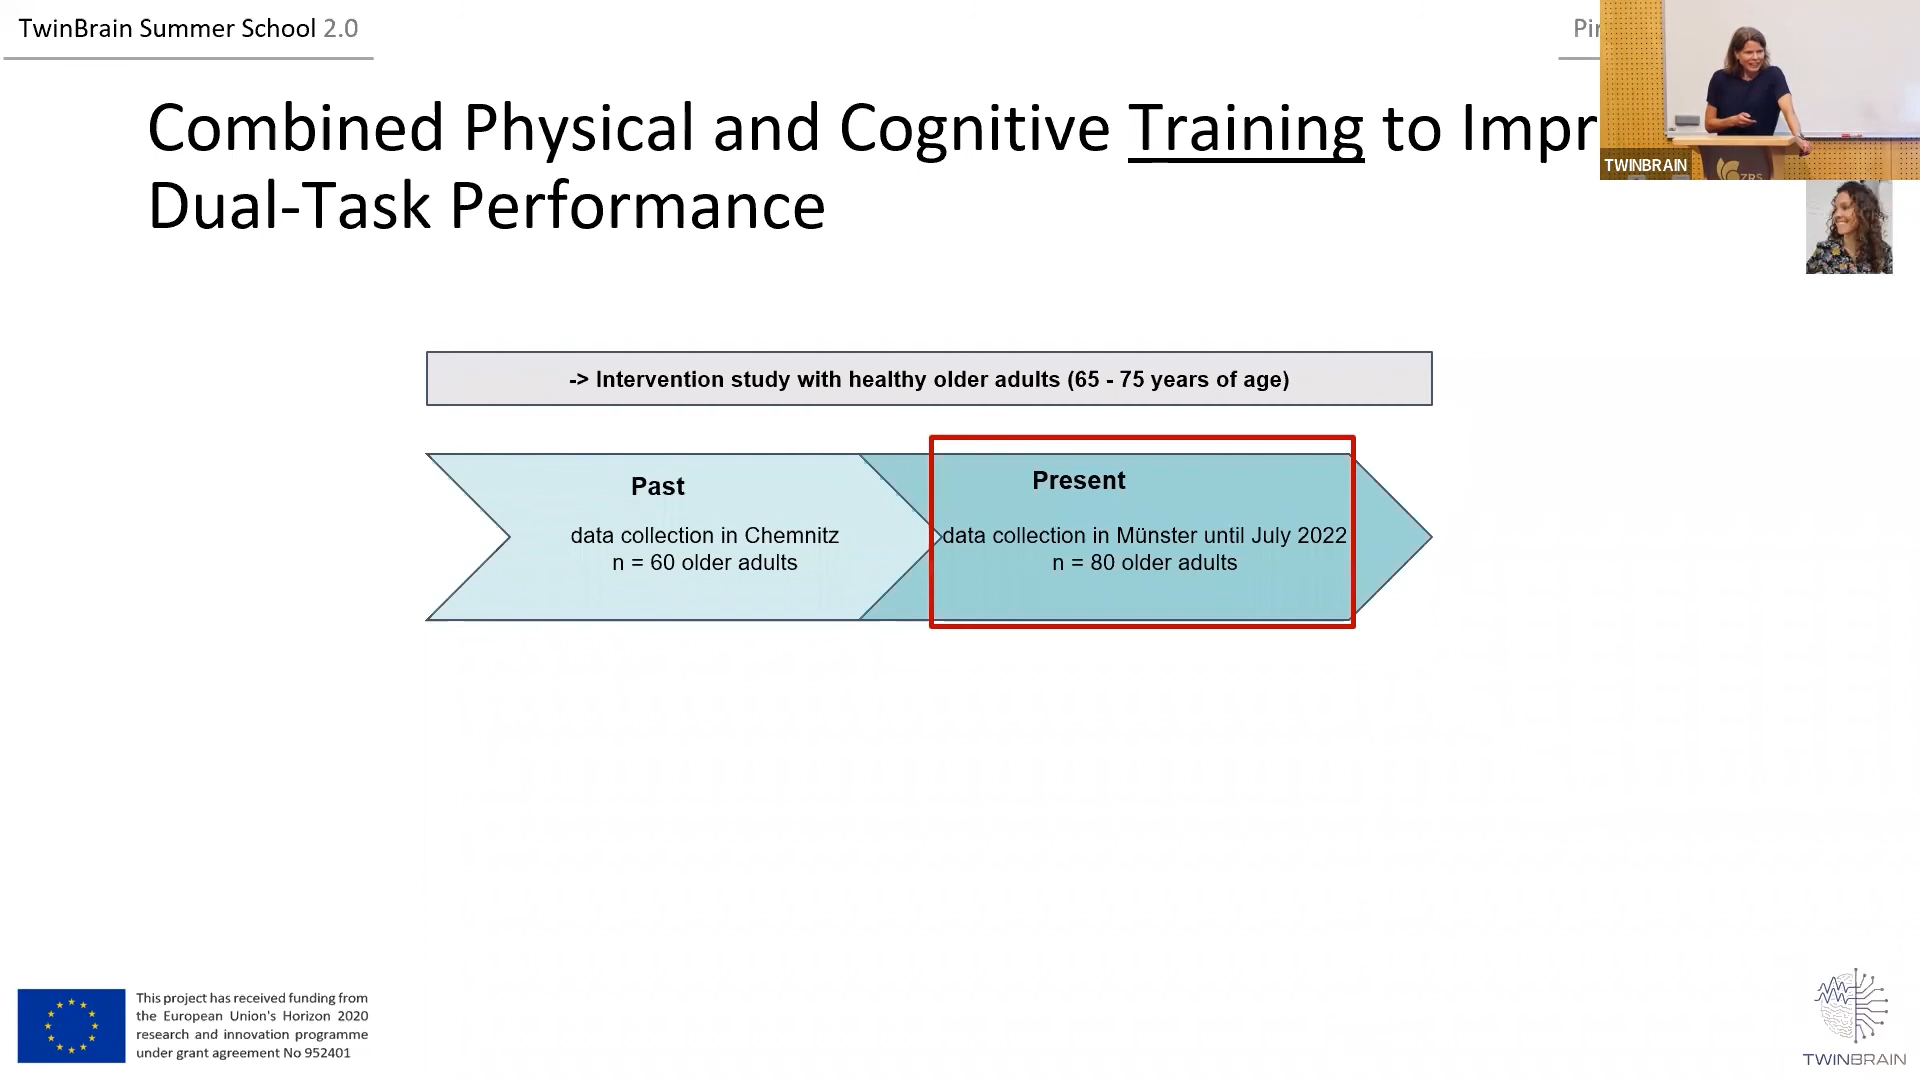 TwinBrain Summer School 2.0
Combined Physical and Cognitive Training to
Dual-Task Performance
TWINBRAIN
ZRS
-> Intervention study with healthy older adults (65 - 75 years of age)
Past
data collection in Chemnitz
n = 60 older adults
Present
data collection in Münster until July 2022
n = 80 older adults
This project has received funding from
the European Union's Horizon 2020
research and innovation programme
under grant agreement No 952401
TWINBRAIN